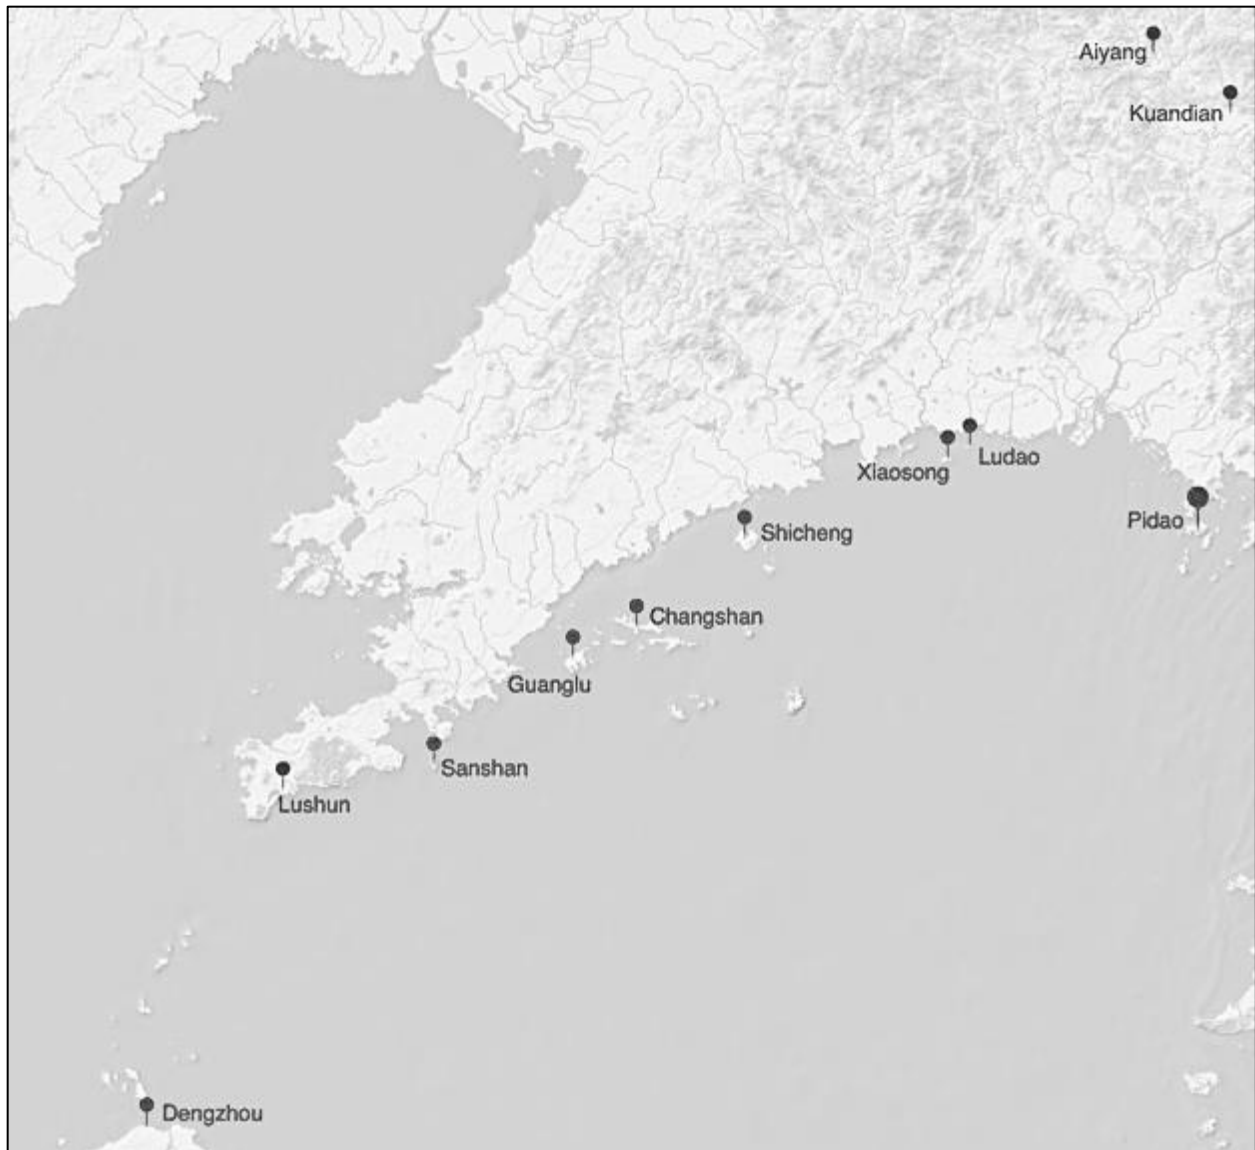 Aiyang
Kuandian
Ludao
Xiaosong
Pidao
Shicheng
Changshan
Guanglu
Sanshan
Lushun
Dengzhou